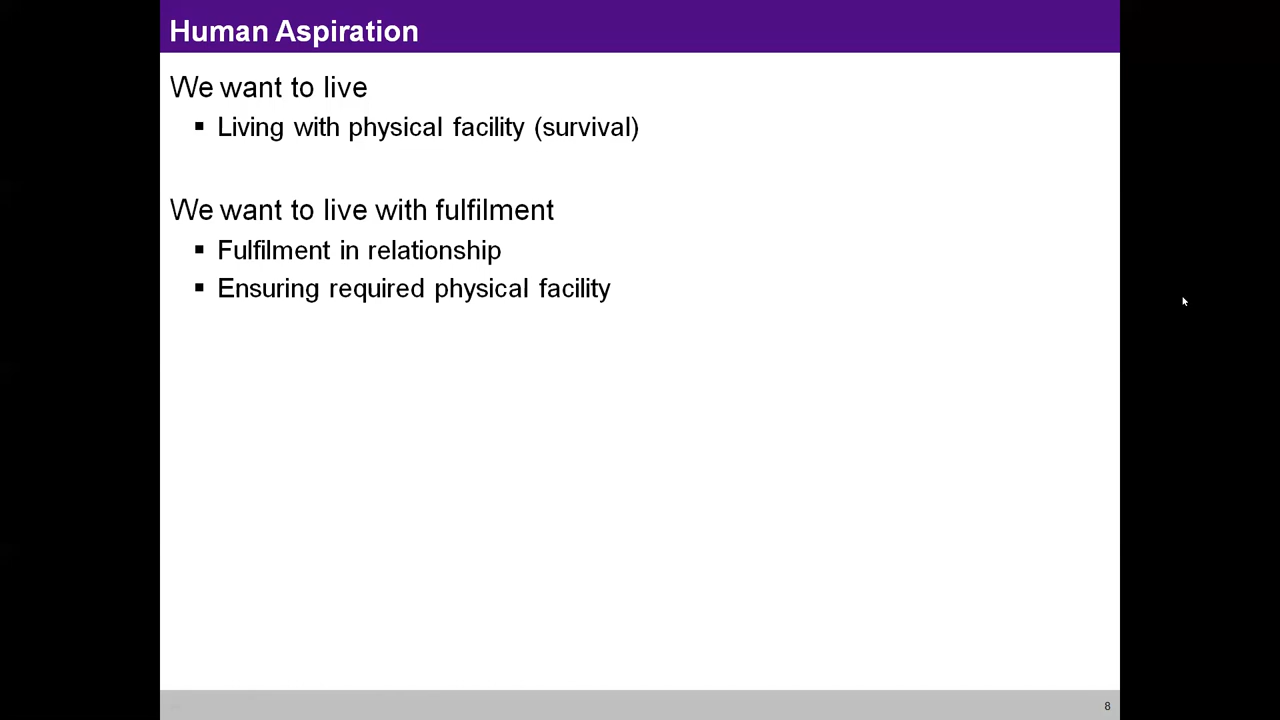 Human Aspiration
We want to live
▪ Living with physical facility (survival)
We want to live with fulfilment
▪ Fulfilment in relationship
▪ Ensuring required physical facility
8